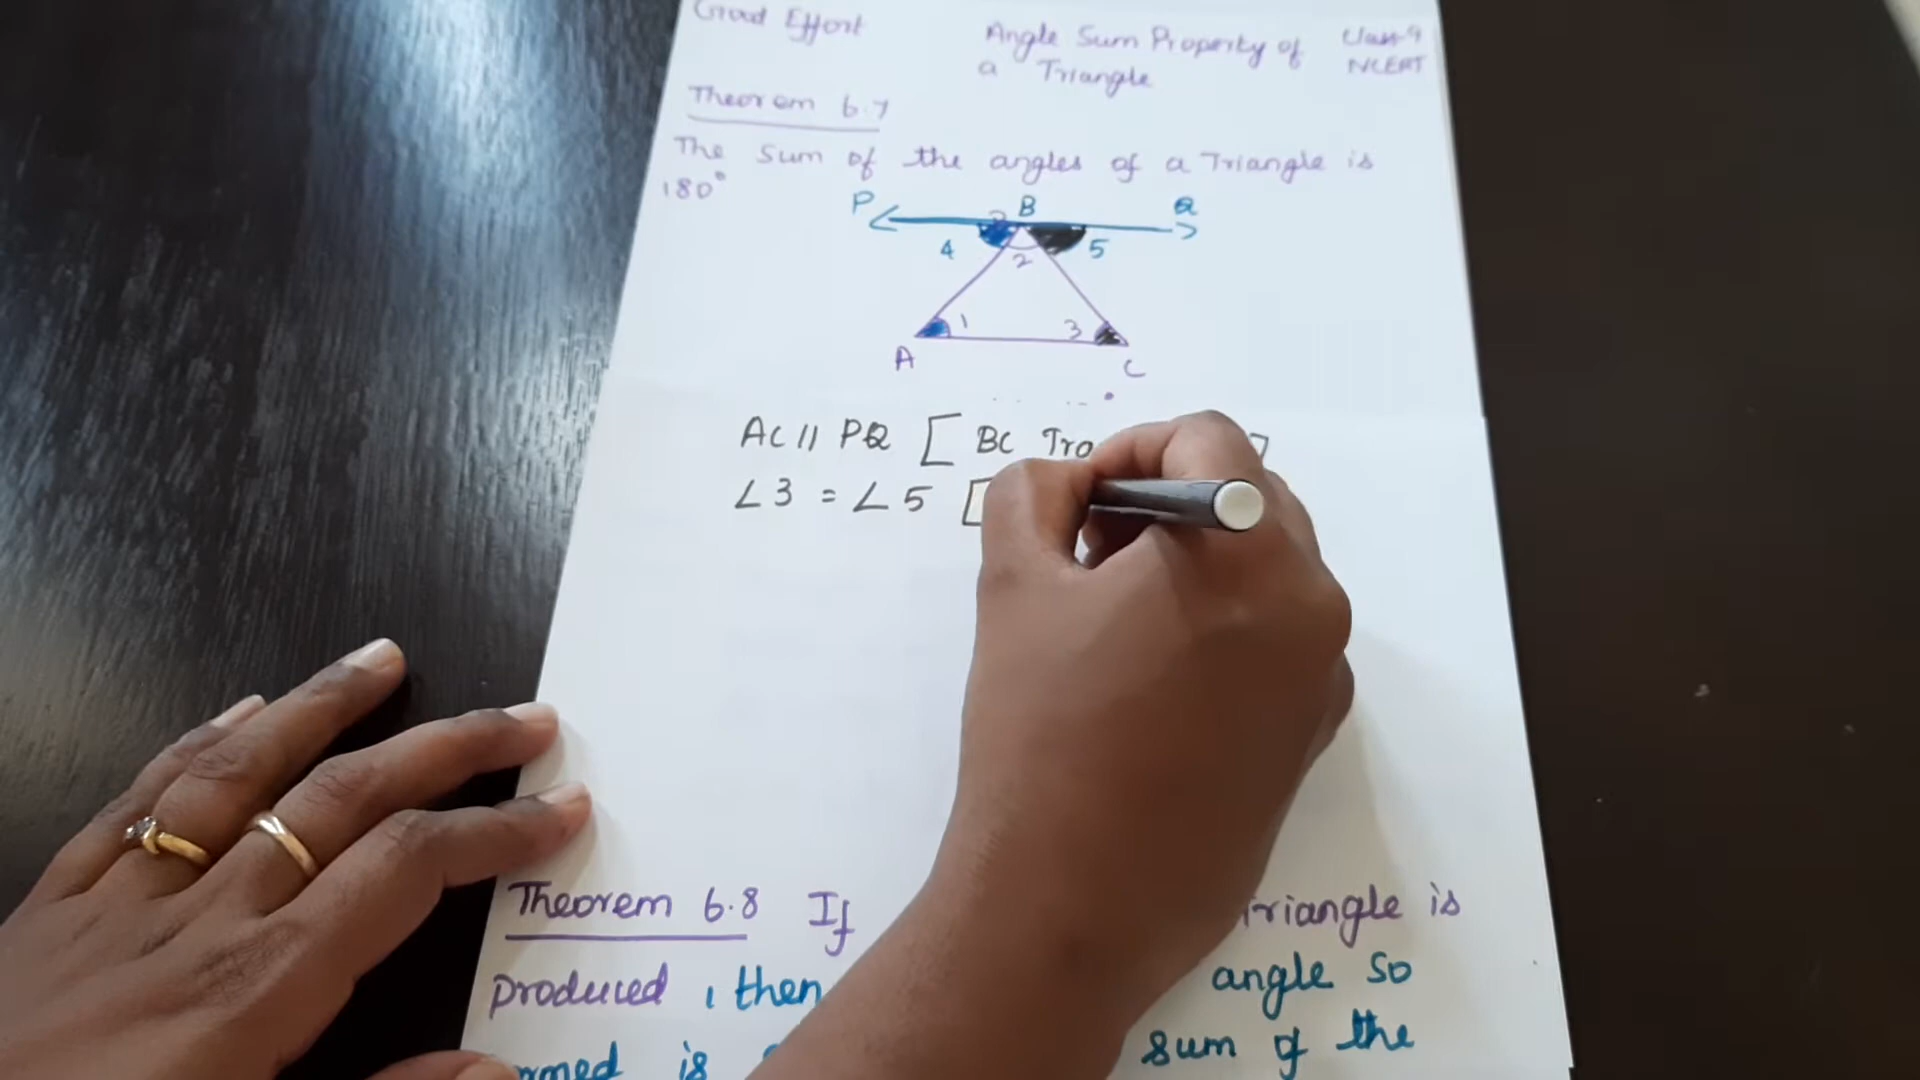 Good Effort
Angle Sum Property of
a Triangle
Class-9
NCERT
Theorem 6.7
The Sum of the angles of a Triangle is
180°
P B Q
4 2 5
1 3
A C
AC || PQ [ BC ]
∠3 = ∠5 [
Theorem 6.8 If Triangle is
produced, then angle so
is sum of the